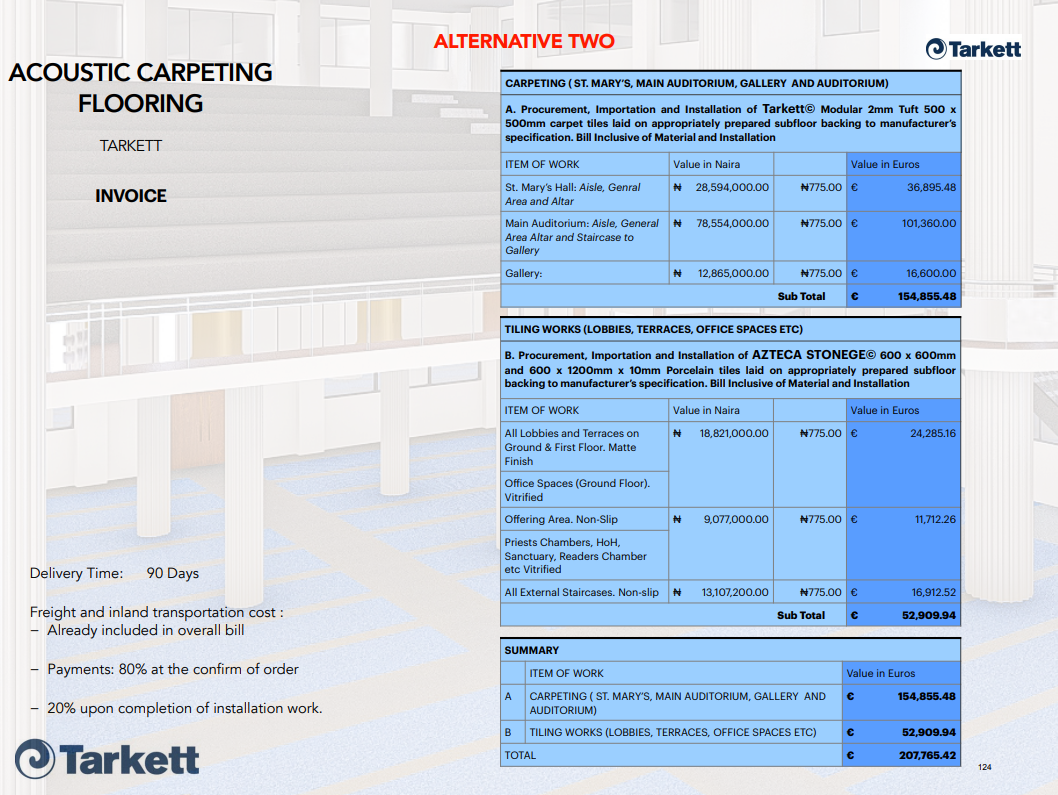 ALTERNATIVE TWO
Tarkett
ACOUSTIC CARPETING
FLOORING
TARKETT
INVOICE
CARPETING ( ST. MARY'S, MAIN AUDITORIUM, GALLERY AND AUDITORIUM)
A. Procurement, Importation and Installation of Tarkett© Modular 2mm Tuft 500 x
500mm carpet tiles laid on appropriately prepared subfloor backing to manufacturer's
specification. Bill Inclusive of Material and Installation
ITEM OF WORK Value in Naira Value in Euros
St. Mary's Hall: Aisle, Genral ₦ 28,594,000.00 ₦775.00 € 36,895.48
Area and Altar
Main Auditorium: Aisle, General ₦ 78,554,000.00 ₦775.00 € 101,360.00
Area Altar and Staircase to
Gallery
Gallery: ₦ 12,865,000.00 ₦775.00 € 16,600.00
Sub Total € 154,855.48
TILING WORKS (LOBBIES, TERRACES, OFFICE SPACES ETC)
B. Procurement, Importation and Installation of AZTECA STONEGE© 600 x 600mm
and 600 x 1200mm x 10mm Porcelain tiles laid on appropriately prepared subfloor
backing to manufacturer's specification. Bill Inclusive of Material and Installation
ITEM OF WORK Value in Naira Value in Euros
All Lobbies and Terraces on ₦ 18,821,000.00 ₦775.00 € 24,285.16
Ground & First Floor. Matte
Finish
Office Spaces (Ground Floor).
Vitrified
Offering Area. Non-Slip ₦ 9,077,000.00 ₦775.00 € 11,712.26
Priests Chambers, HoH,
Sanctuary, Readers Chamber
etc Vitrified
All External Staircases. Non-slip ₦ 13,107,200.00 ₦775.00 € 16,912.52
Sub Total € 52,909.94
SUMMARY
ITEM OF WORK Value in Euros
A CARPETING ( ST. MARY'S, MAIN AUDITORIUM, GALLERY AND € 154,855.48
AUDITORIUM)
B TILING WORKS (LOBBIES, TERRACES, OFFICE SPACES ETC) € 52,909.94
TOTAL € 207,765.42
Delivery Time: 90 Days
Freight and inland transportation cost :
– Already included in overall bill
– Payments: 80% at the confirm of order
– 20% upon completion of installation work.
Tarkett
124